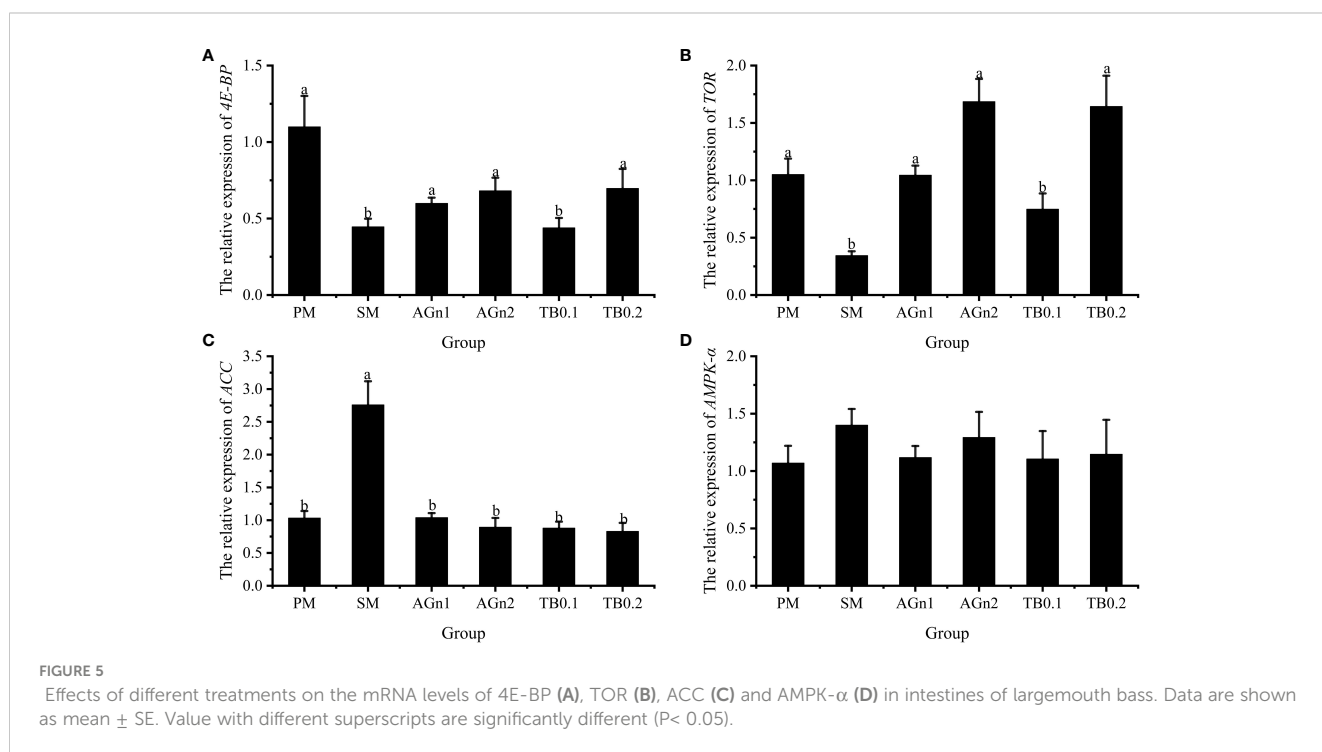 A
The relative expression of 4E-BP
1.5
1.0
0.5
0.0
a
b
a
a
b
a
PM SM AGn1 AGn2 TB0.1 TB0.2
Group
B
The relative expression of TOR
2.0
1.5
1.0
0.5
0.0
a
b
a
a
b
a
PM SM AGn1 AGn2 TB0.1 TB0.2
Group
C
The relative expression of ACC
3.5
3.0
2.5
2.0
1.5
1.0
0.5
0.0
b
a
b
b
b
b
PM SM AGn1 AGn2 TB0.1 TB0.2
Group
D
The relative expression of AMPK-α
2.0
1.5
1.0
0.5
0.0
PM SM AGn1 AGn2 TB0.1 TB0.2
Group
FIGURE 5
Effects of different treatments on the mRNA levels of 4E-BP (A), TOR (B), ACC (C) and AMPK-α (D) in intestines of largemouth bass. Data are shown
as mean ± SE. Value with different superscripts are significantly different (P< 0.05).